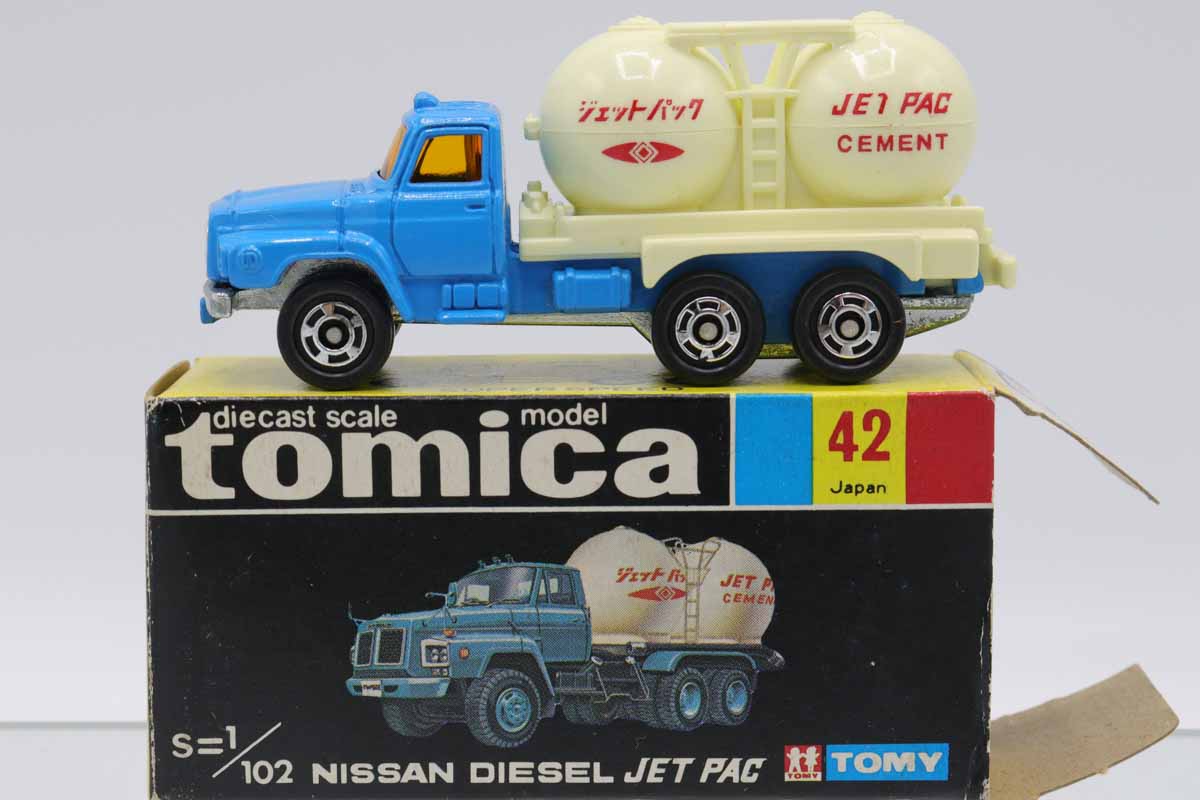 ジェットパック
JET PAC
CEMENT
diecast scale model
tomica
42
Japan
ジェット パッ
JET P
CEMEN
S=1/102 NISSAN DIESEL JET PAC
TOMY
TOMY